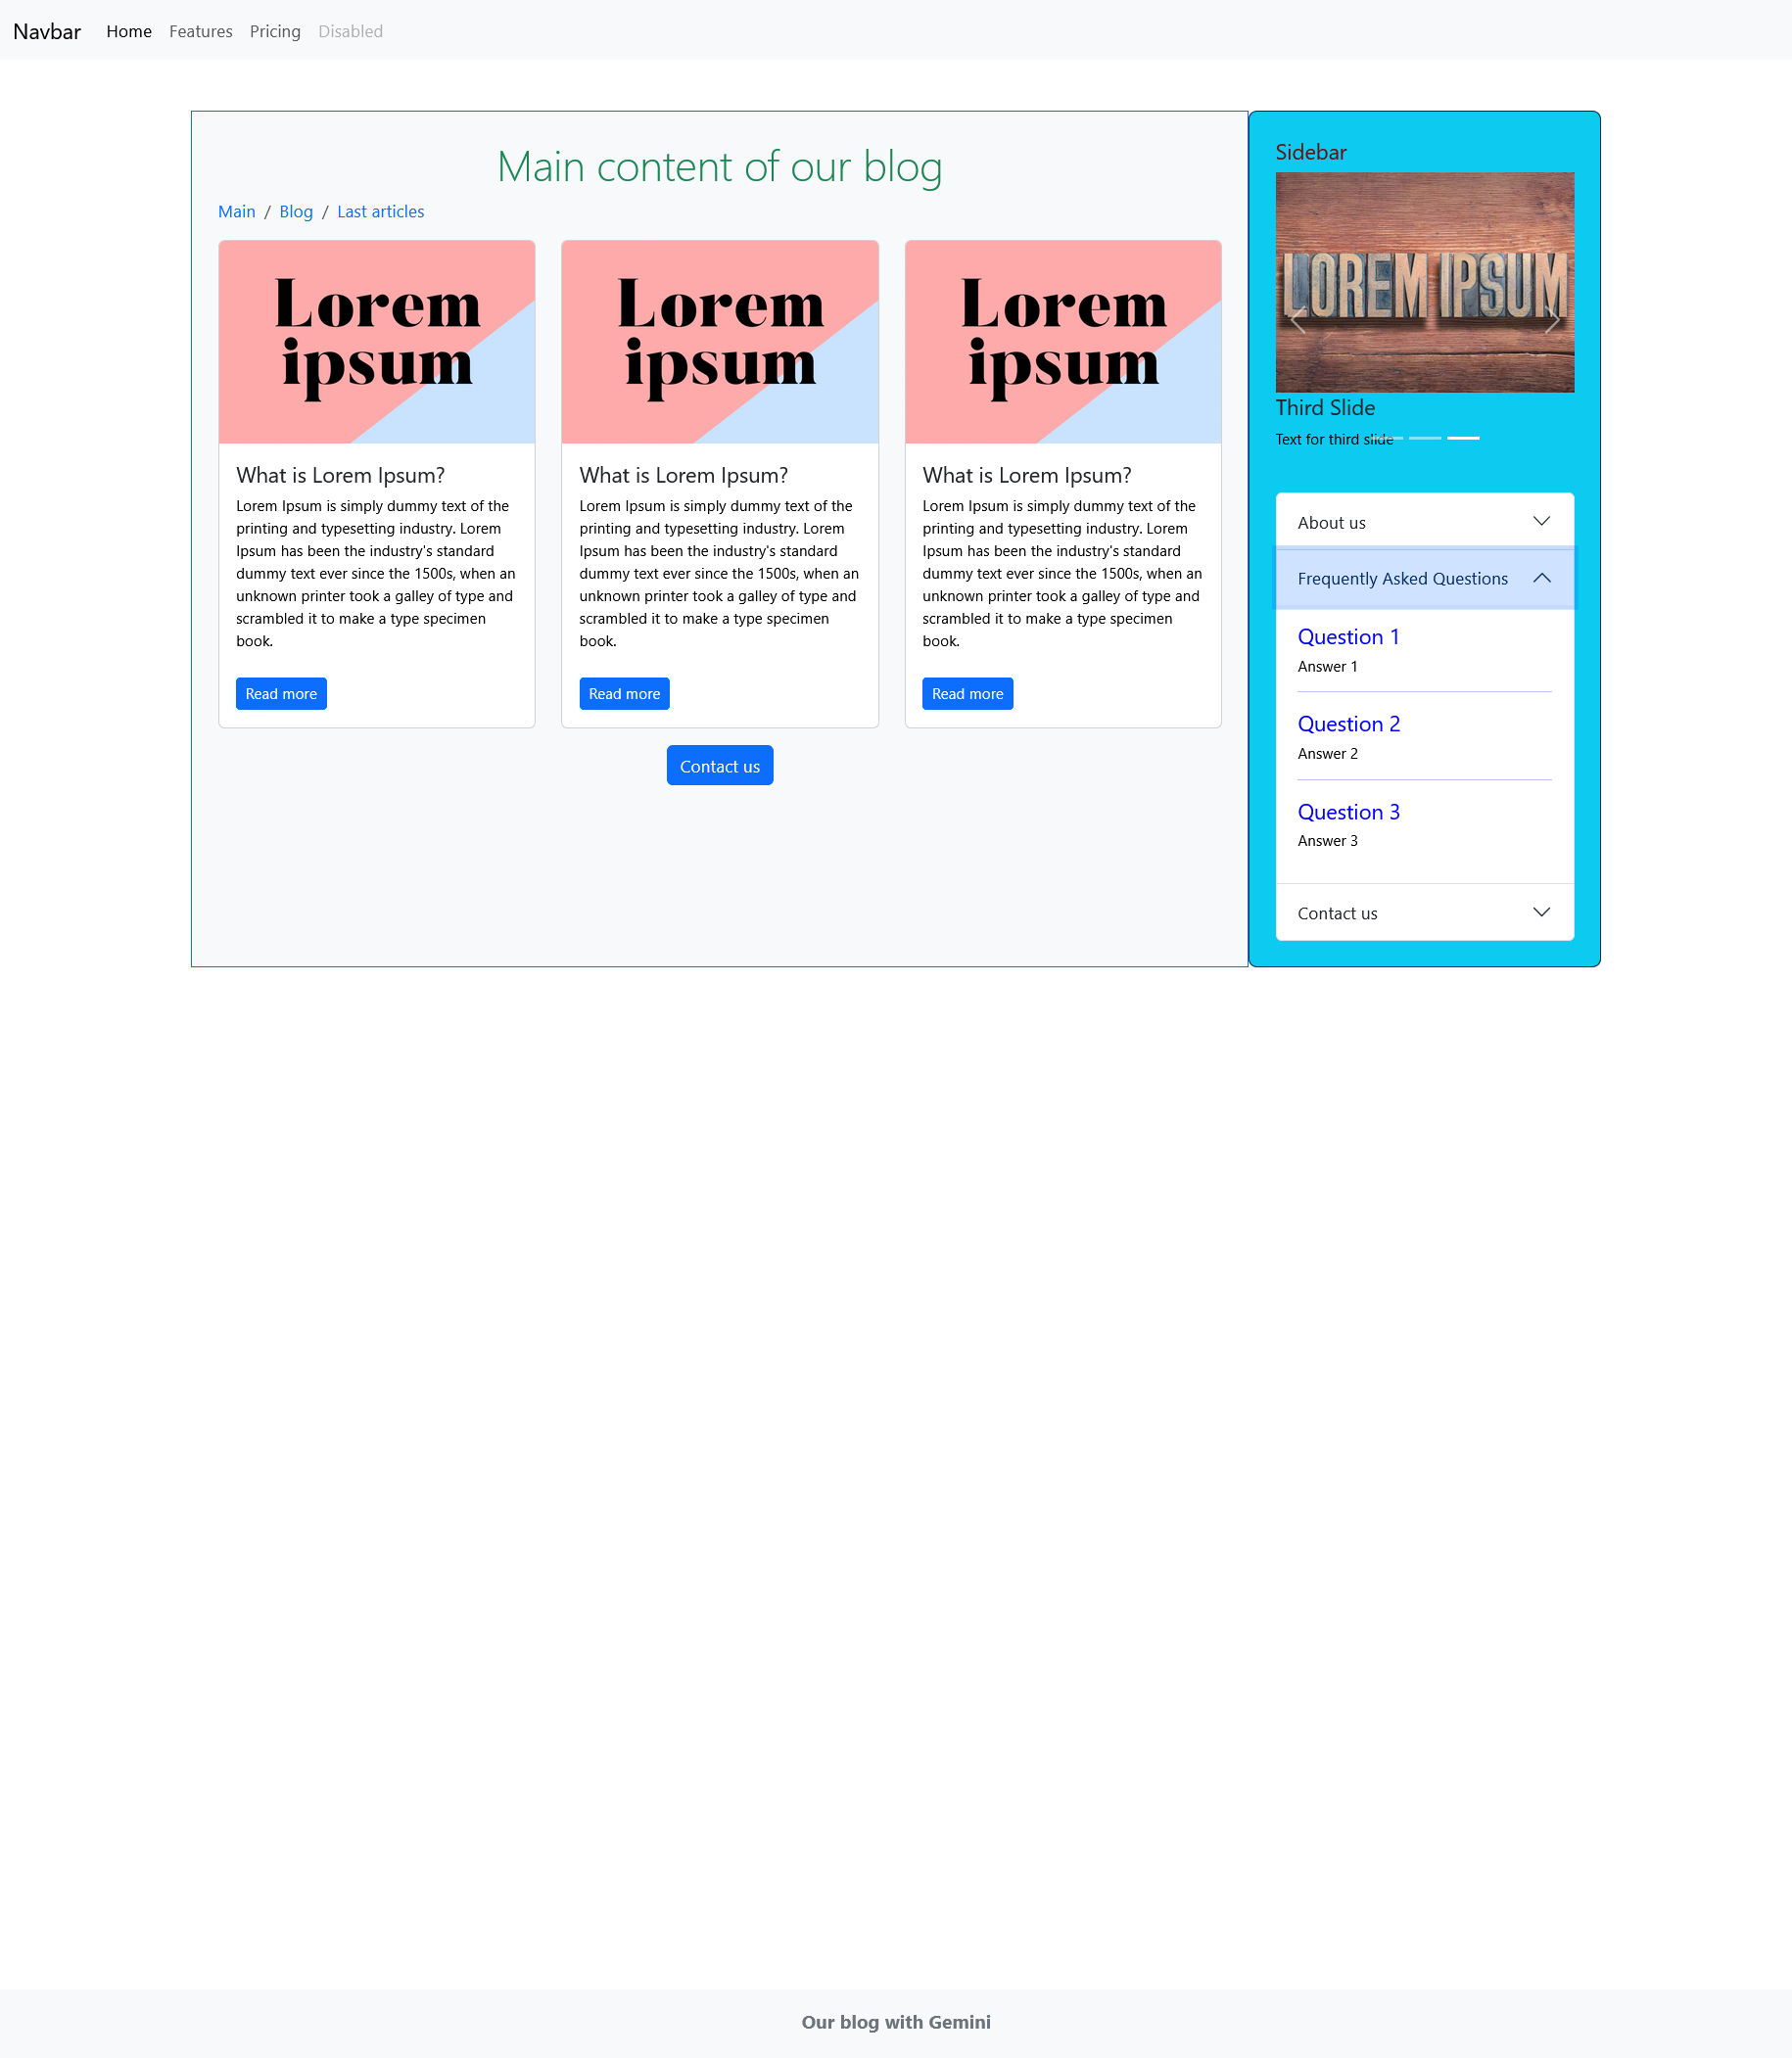 Navbar Home Features Pricing Disabled
Main content of our blog
Main / Blog / Last articles
Lorem
ipsum
What is Lorem Ipsum?
Lorem Ipsum is simply dummy text of the
printing and typesetting industry. Lorem
Ipsum has been the industry's standard
dummy text ever since the 1500s, when an
unknown printer took a galley of type and
scrambled it to make a type specimen
book.
Read more
Lorem
ipsum
What is Lorem Ipsum?
Lorem Ipsum is simply dummy text of the
printing and typesetting industry. Lorem
Ipsum has been the industry's standard
dummy text ever since the 1500s, when an
unknown printer took a galley of type and
scrambled it to make a type specimen
book.
Read more
Lorem
ipsum
What is Lorem Ipsum?
Lorem Ipsum is simply dummy text of the
printing and typesetting industry. Lorem
Ipsum has been the industry's standard
dummy text ever since the 1500s, when an
unknown printer took a galley of type and
scrambled it to make a type specimen
book.
Read more
Contact us
Sidebar
LOREM IPSUM
Third Slide
Text for third slide
About us
Frequently Asked Questions
Question 1
Answer 1
Question 2
Answer 2
Question 3
Answer 3
Contact us
Our blog with Gemini